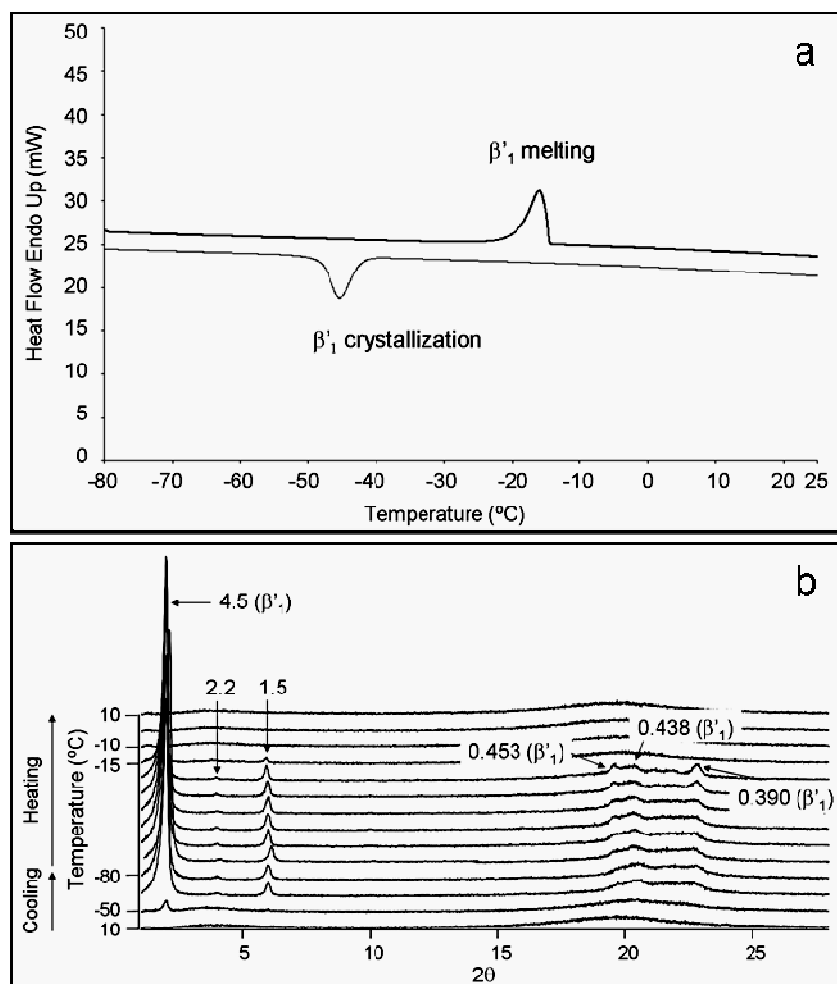 a
50
45
40
35
30
25
20
15
10
5
0
Heat Flow Endo Up (mW)
β'₁ melting
β'₁ crystallization
-80 -70 -60 -50 -40 -30 -20 -10 0 10 20 25
Temperature (ºC)
b
4.5 (β'₁)
2.2 1.5
0.453 (β'₁)
0.438 (β'₁)
0.390 (β'₁)
10
-10
-15
-80
-50
10
Heating
Cooling
Temperature (ºC)
5 10 15 20 25
2θ